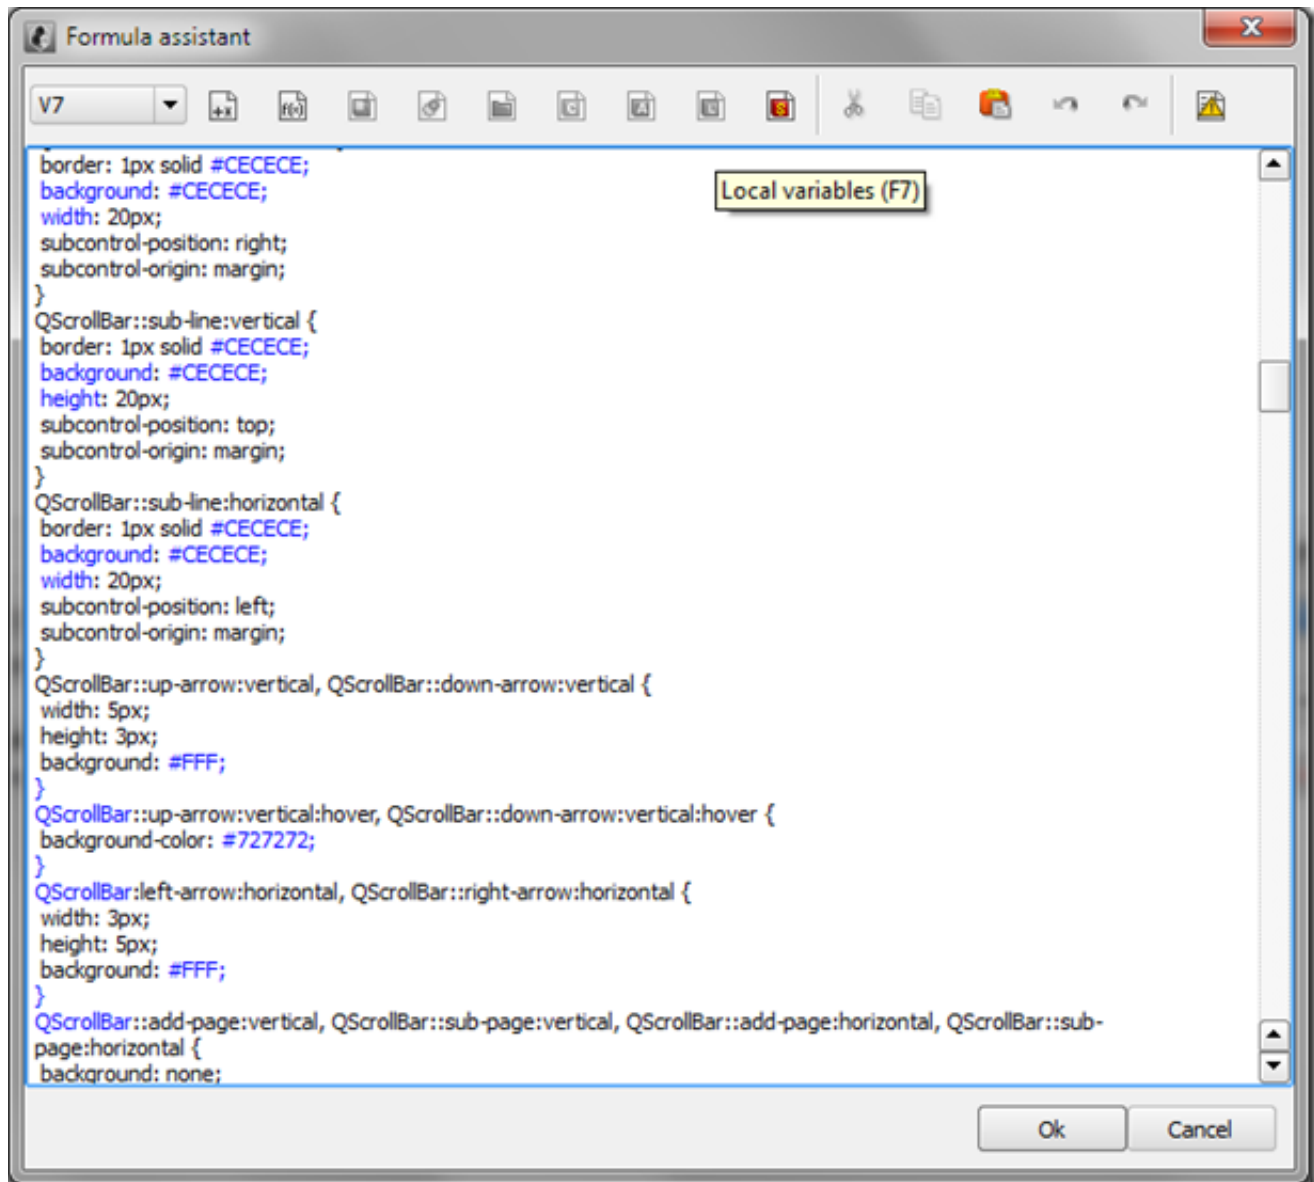 Formula assistant
V7
Local variables (F7)
border: 1px solid #CECECE;
background: #CECECE;
width: 20px;
subcontrol-position: right;
subcontrol-origin: margin;
}
QScrollBar::sub-line:vertical {
border: 1px solid #CECECE;
background: #CECECE;
height: 20px;
subcontrol-position: top;
subcontrol-origin: margin;
}
QScrollBar::sub-line:horizontal {
border: 1px solid #CECECE;
background: #CECECE;
width: 20px;
subcontrol-position: left;
subcontrol-origin: margin;
}
QScrollBar::up-arrow:vertical, QScrollBar::down-arrow:vertical {
width: 5px;
height: 3px;
background: #FFF;
}
QScrollBar::up-arrow:vertical:hover, QScrollBar::down-arrow:vertical:hover {
background-color: #727272;
}
QScrollBar:left-arrow:horizontal, QScrollBar::right-arrow:horizontal {
width: 3px;
height: 5px;
background: #FFF;
}
QScrollBar::add-page:vertical, QScrollBar::sub-page:vertical, QScrollBar::add-page:horizontal, QScrollBar::sub-
page:horizontal {
background: none;
Ok
Cancel